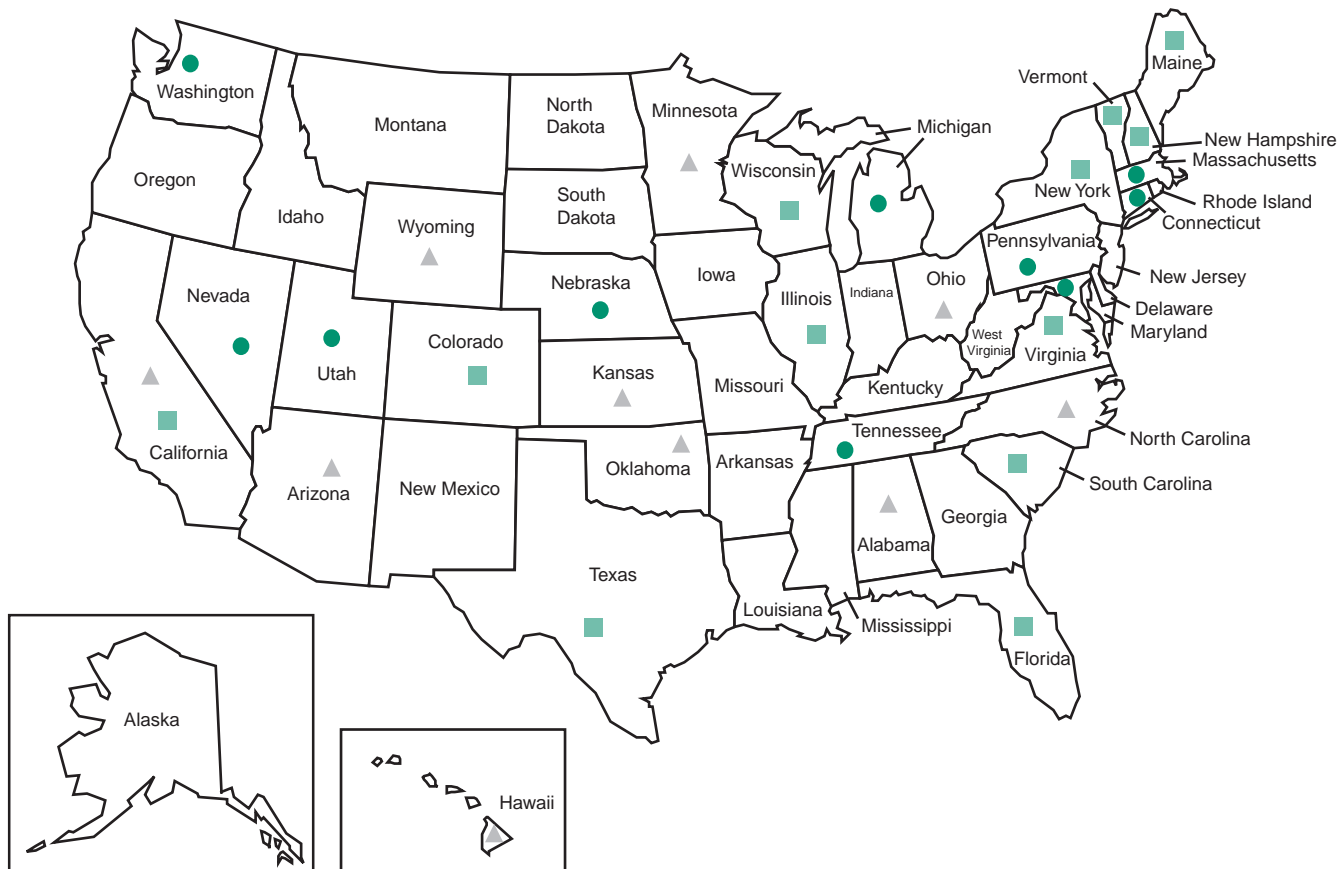 Maine
Vermont
Washington
Montana
North
Dakota
Minnesota
Michigan
New Hampshire
Massachusetts
Oregon
Idaho
South
Dakota
Wisconsin
New York
Rhode Island
Connecticut
Wyoming
Pennsylvania
Nevada
Nebraska
Iowa
Illinois
Indiana
Ohio
New Jersey
Delaware
Maryland
Utah
Colorado
Kansas
Missouri
Kentucky
West
Virginia
Virginia
California
Arizona
New Mexico
Oklahoma
Arkansas
Tennessee
North Carolina
South Carolina
Texas
Louisiana
Mississippi
Alabama
Georgia
Florida
Alaska
Hawaii